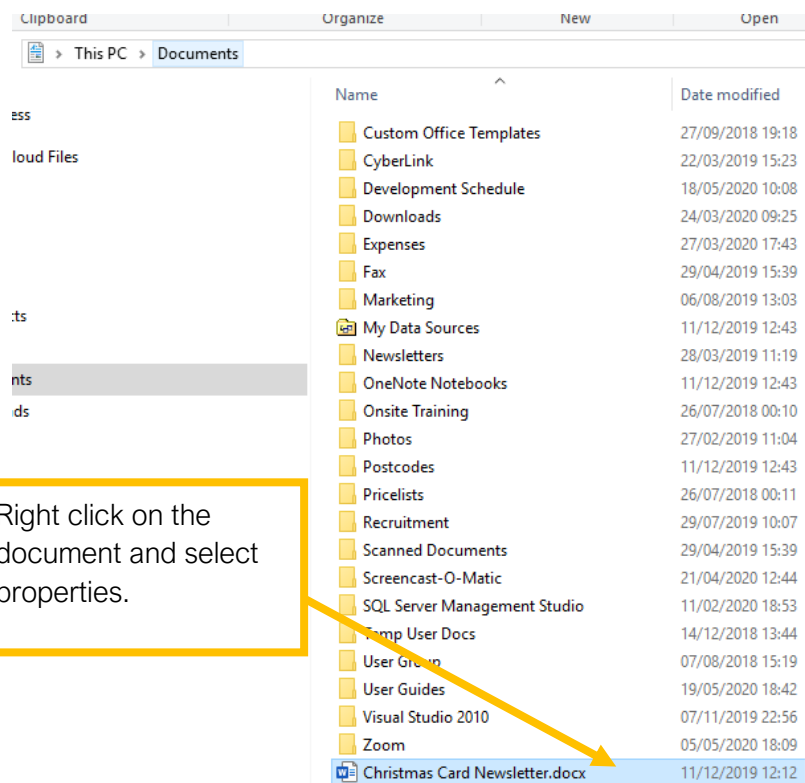 Clipboard Organize New Open
> This PC > Documents
Name Date modified
ess
loud Files
ts
nts
ds
Custom Office Templates 27/09/2018 19:18
CyberLink 22/03/2019 15:23
Development Schedule 18/05/2020 10:08
Downloads 24/03/2020 09:25
Expenses 27/03/2020 17:43
Fax 29/04/2019 15:39
Marketing 06/08/2019 13:03
My Data Sources 11/12/2019 12:43
Newsletters 28/03/2019 11:19
OneNote Notebooks 11/12/2019 12:43
Onsite Training 26/07/2018 00:10
Photos 27/02/2019 11:04
Postcodes 11/12/2019 12:43
Pricelists 26/07/2018 00:11
Recruitment 29/07/2019 10:07
Scanned Documents 29/04/2019 15:39
Screencast-O-Matic 21/04/2020 12:44
SQL Server Management Studio 11/02/2020 18:53
Temp User Docs 14/12/2018 13:44
User Group 07/08/2018 15:19
User Guides 19/05/2020 18:42
Visual Studio 2010 07/11/2019 22:56
Zoom 05/05/2020 18:09
Christmas Card Newsletter.docx 11/12/2019 12:12
Right click on the
document and select
properties.